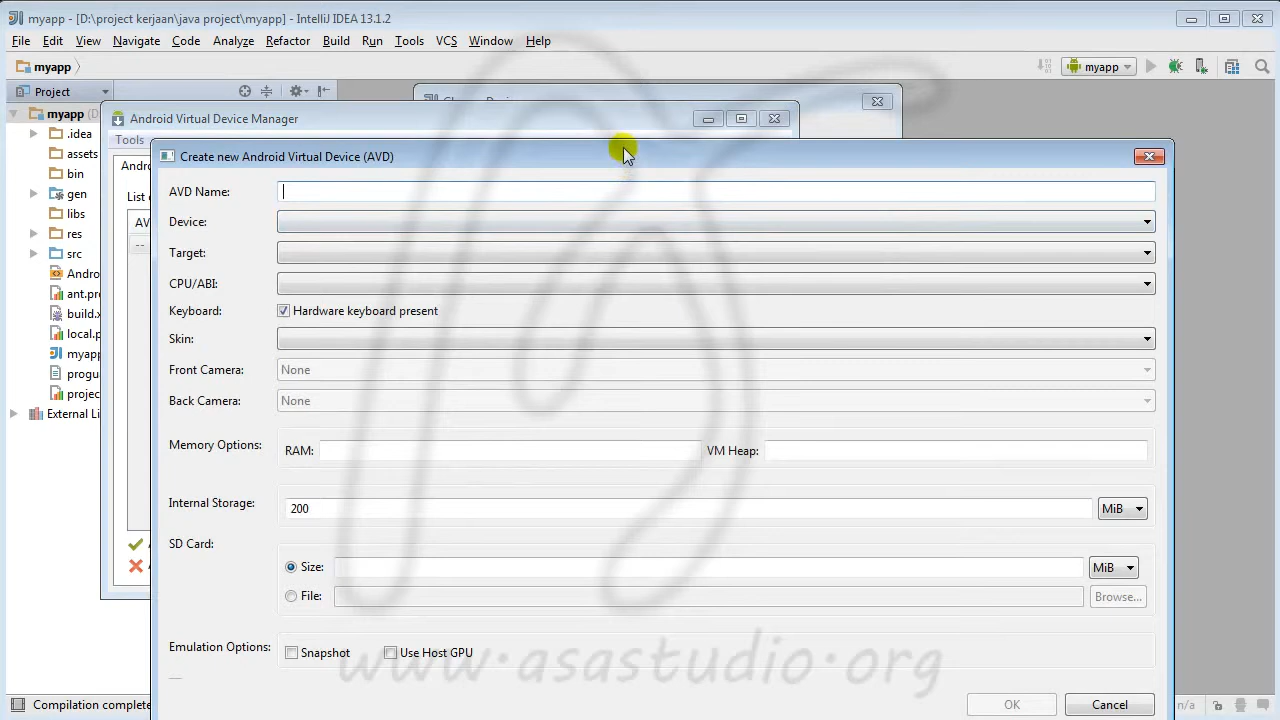 myapp - [D:\project kerjaan\java project\myapp] - IntelliJ IDEA 13.1.2
File Edit View Navigate Code Analyze Refactor Build Run Tools VCS Window Help
myapp
myapp
Project
myapp
.idea
assets
bin
gen
libs
res
src
Andro
ant.pr
build.x
local.p
myapp
progu
projec
External Li
Android Virtual Device Manager
Tools
Andro
List
AV
--
Create new Android Virtual Device (AVD)
AVD Name:
Device:
Target:
CPU/ABI:
Keyboard: Hardware keyboard present
Skin:
Front Camera: None
Back Camera: None
Memory Options: RAM: VM Heap:
Internal Storage: 200 MiB
SD Card:
Size: MiB
File: Browse...
Emulation Options: Snapshot Use Host GPU
OK Cancel
www.asastudio.org
Compilation complete
n/a